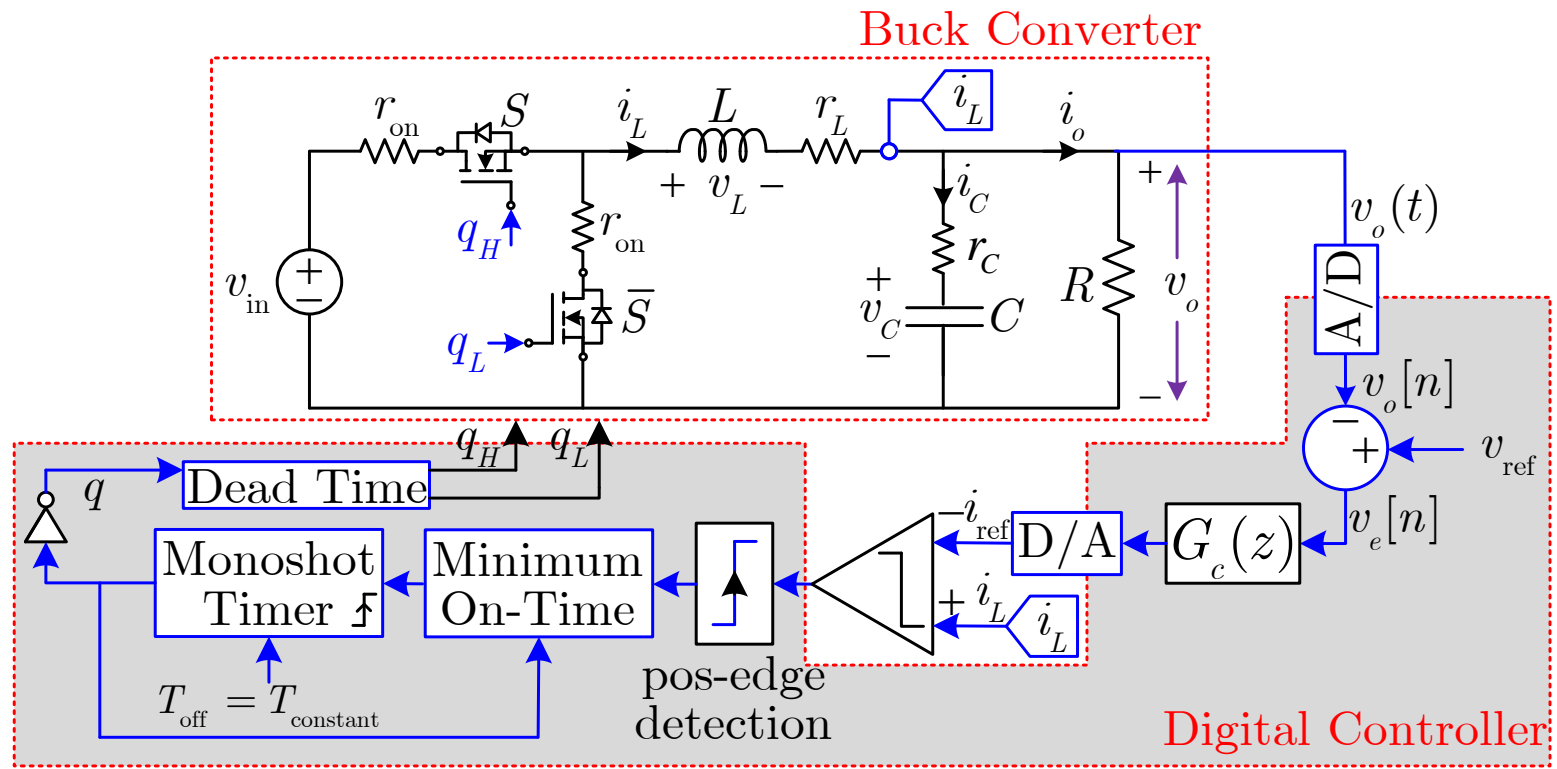 Buck Converter
r_on
S
i_L
L
r_L
i_L
i_o
+ v_L −
i_C
+
v_o(t)
q_H
r_on
r_C
A/D
v_in
+
−
S̅
+
v_C
−
C
R
v_o
q_L
−
v_o[n]
q_H
q_L
−
+
v_ref
q
Dead Time
v_e[n]
−
i_ref
D/A
G_c(z)
Monoshot
Timer
Minimum
On-Time
+
i_L
i_L
pos-edge
detection
T_off = T_constant
Digital Controller